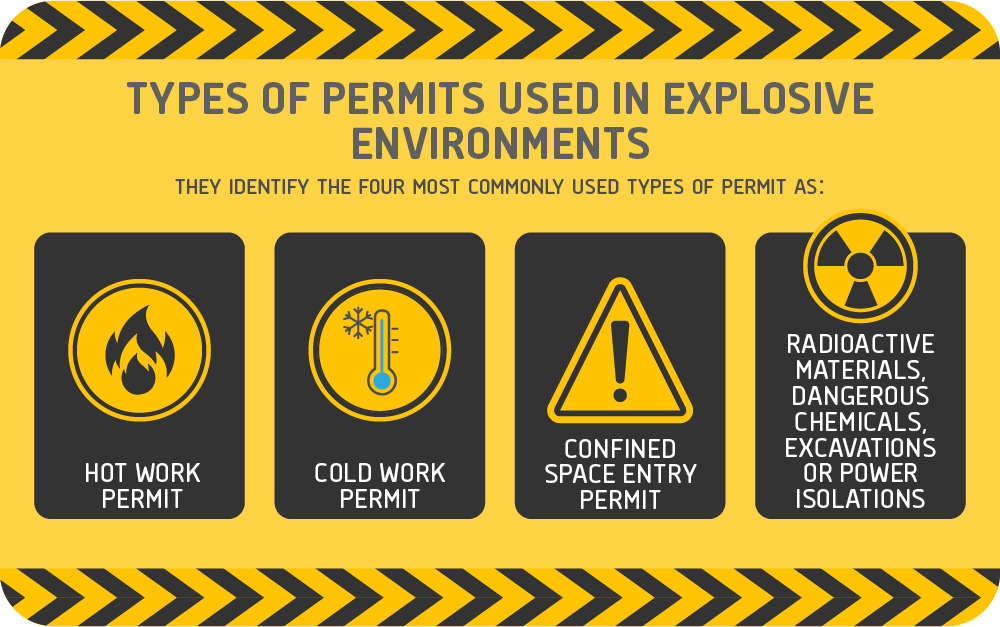 TYPES OF PERMITS USED IN EXPLOSIVE
ENVIRONMENTS
THEY IDENTIFY THE FOUR MOST COMMONLY USED TYPES OF PERMIT AS:
HOT WORK
PERMIT
COLD WORK
PERMIT
CONFINED
SPACE ENTRY
PERMIT
RADIOACTIVE
MATERIALS,
DANGEROUS
CHEMICALS,
EXCAVATIONS
OR POWER
ISOLATIONS